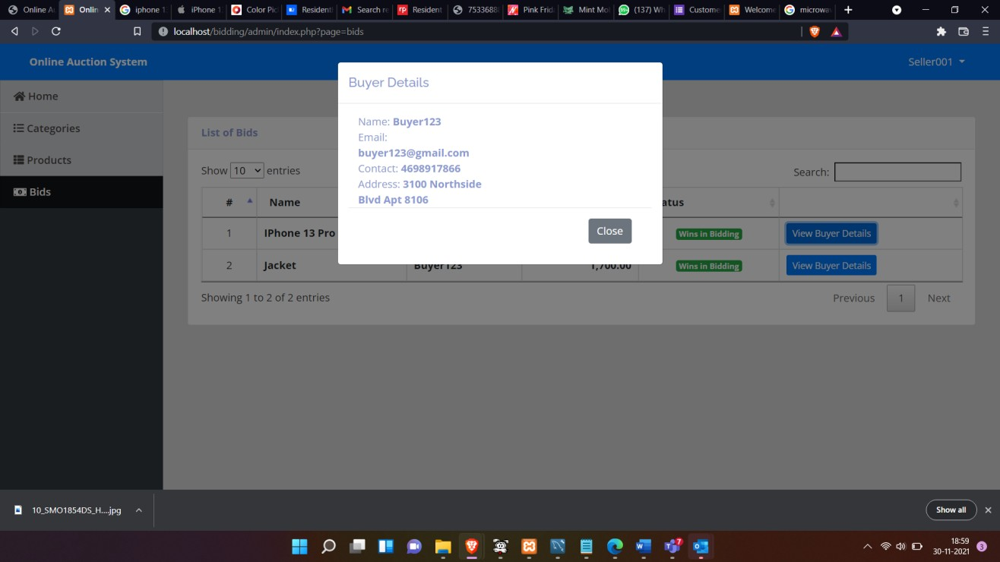 Online A
Onlin
iphone 1
iPhone 1
Color Pic
Residenti
Search re
Resident
7533688
Pink Frid
Mint Mo
(137) Wh
Custome
Welcome
microwav
localhost/bidding/admin/index.php?page=bids
Online Auction System
Seller001
Home
Categories
Products
Bids
List of Bids
Show 10 entries
Search:
# Name atus
1 IPhone 13 Pro Wins in Bidding View Buyer Details
2 Jacket Buyer123 1,700.00 Wins in Bidding View Buyer Details
Showing 1 to 2 of 2 entries
Previous 1 Next
Buyer Details
Name: Buyer123
Email:
buyer123@gmail.com
Contact: 4698917866
Address: 3100 Northside
Blvd Apt 8106
Close
10_SMO1854DS_H....jpg
Show all
7
18:59
30-11-2021
3